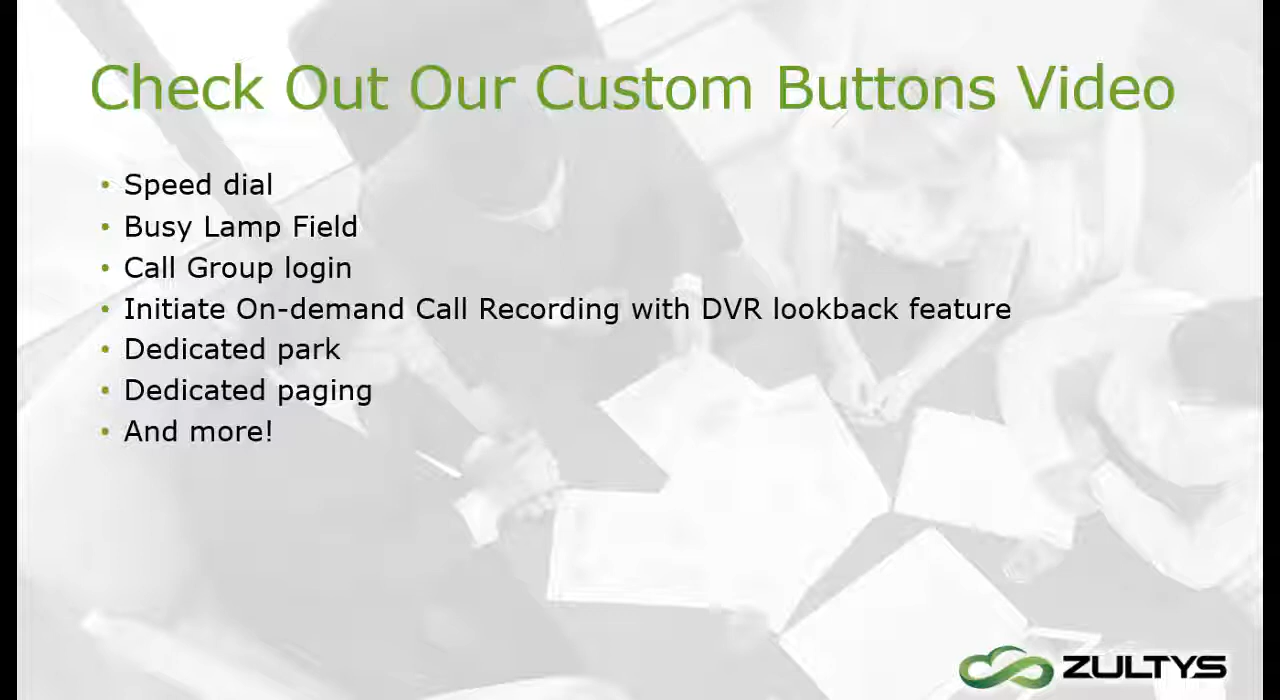 Check Out Our Custom Buttons Video
• Speed dial
• Busy Lamp Field
• Call Group login
• Initiate On-demand Call Recording with DVR lookback feature
• Dedicated park
• Dedicated paging
• And more!
ZULTYS